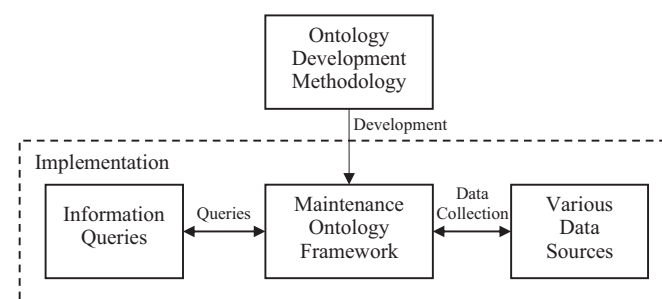 Ontology
Development
Methodology
Development
Implementation
Information
Queries
Queries
Maintenance
Ontology
Framework
Data
Collection
Various
Data
Sources